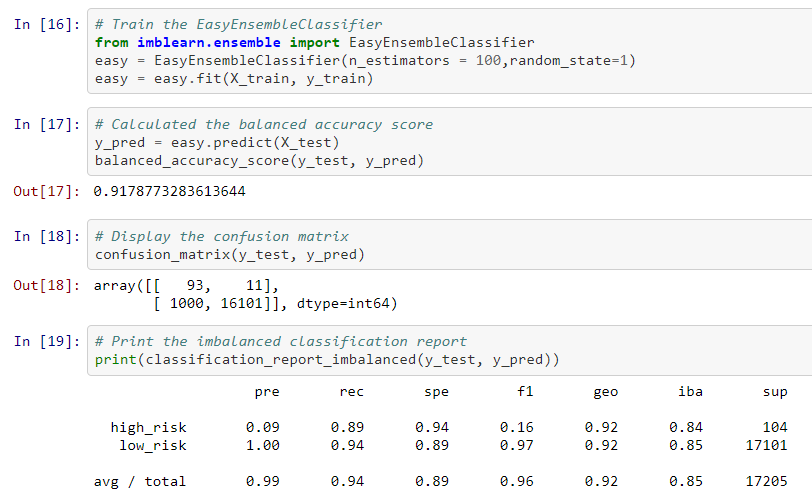 In [16]: # Train the EasyEnsembleClassifier
from imblearn.ensemble import EasyEnsembleClassifier
easy = EasyEnsembleClassifier(n_estimators = 100,random_state=1)
easy = easy.fit(X_train, y_train)
In [17]: # Calculated the balanced accuracy score
y_pred = easy.predict(X_test)
balanced_accuracy_score(y_test, y_pred)
Out[17]: 0.9178773283613644
In [18]: # Display the confusion matrix
confusion_matrix(y_test, y_pred)
Out[18]: array([[   93,    11],
       [ 1000, 16101]], dtype=int64)
In [19]: # Print the imbalanced classification report
print(classification_report_imbalanced(y_test, y_pred))
pre rec spe f1 geo iba sup
high_risk 0.09 0.89 0.94 0.16 0.92 0.84 104
low_risk 1.00 0.94 0.89 0.97 0.92 0.85 17101
avg / total 0.99 0.94 0.89 0.96 0.92 0.85 17205